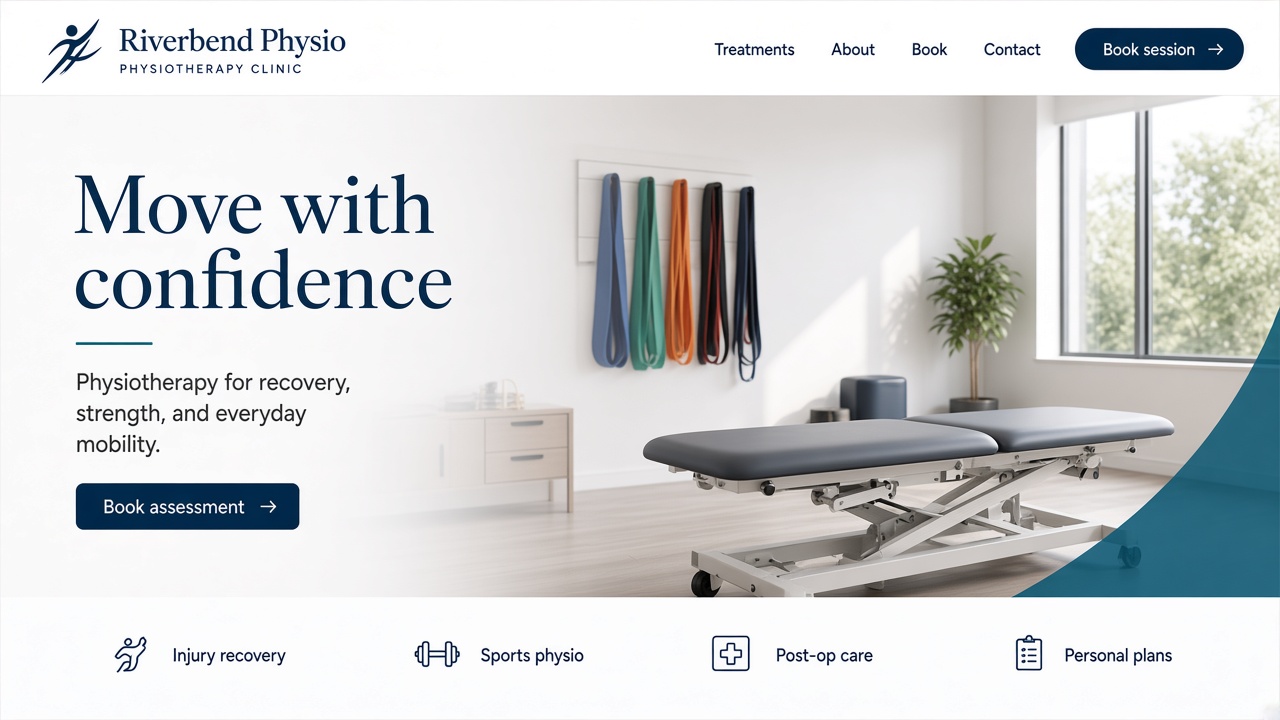 Riverbend Physio
PHYSIOTHERAPY CLINIC
Treatments
About
Book
Contact
Book session
Move with
confidence
Physiotherapy for recovery,
strength, and everyday
mobility.
Book assessment
Injury recovery
Sports physio
Post-op care
Personal plans